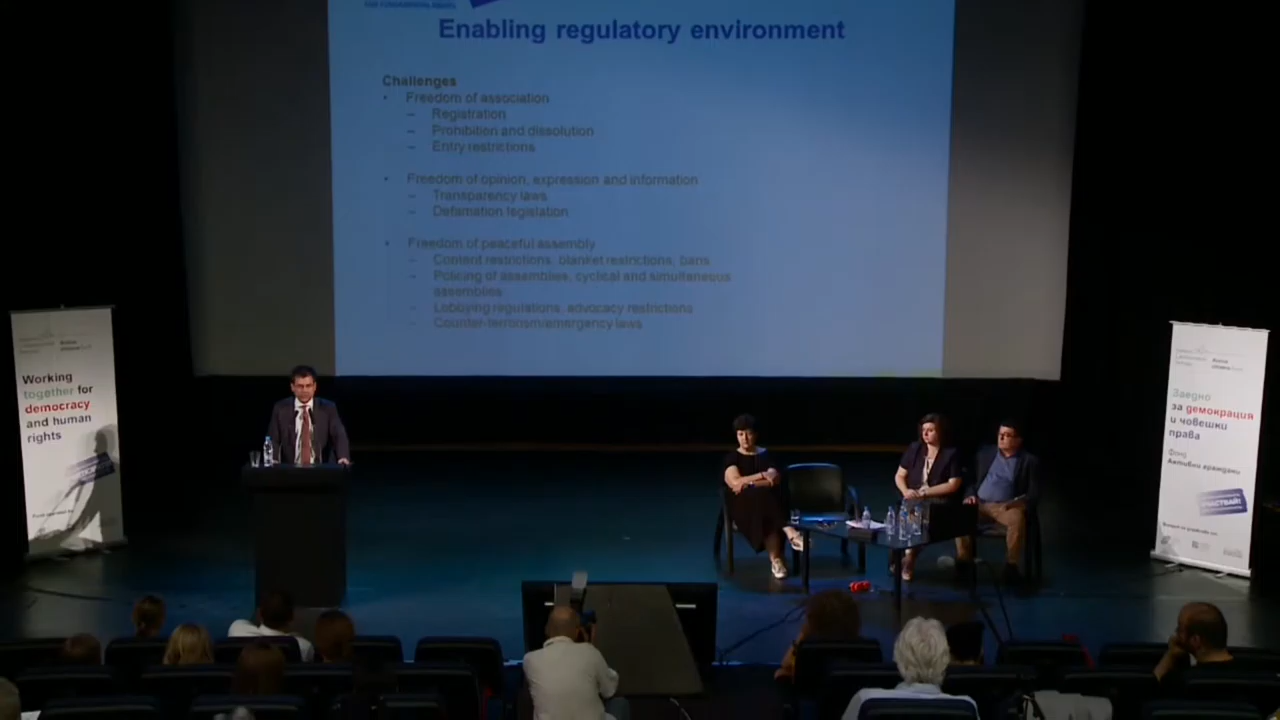 Enabling regulatory environment
Challenges
• Freedom of association
– Registration
– Prohibition and dissolution
– Entry restrictions
• Freedom of opinion, expression and information
– Transparency laws
– Defamation legislation
• Freedom of peaceful assembly
– Content restrictions, blanket restrictions, bans
– Policing of assemblies, cyclical and simultaneous
assemblies
– Lobbying regulations, advocacy restrictions
– Counter-terrorism/emergency laws
Working
together for
democracy
and human
rights
Заедно
за демокрация
и човешки
права
Фонд
Активни граждани